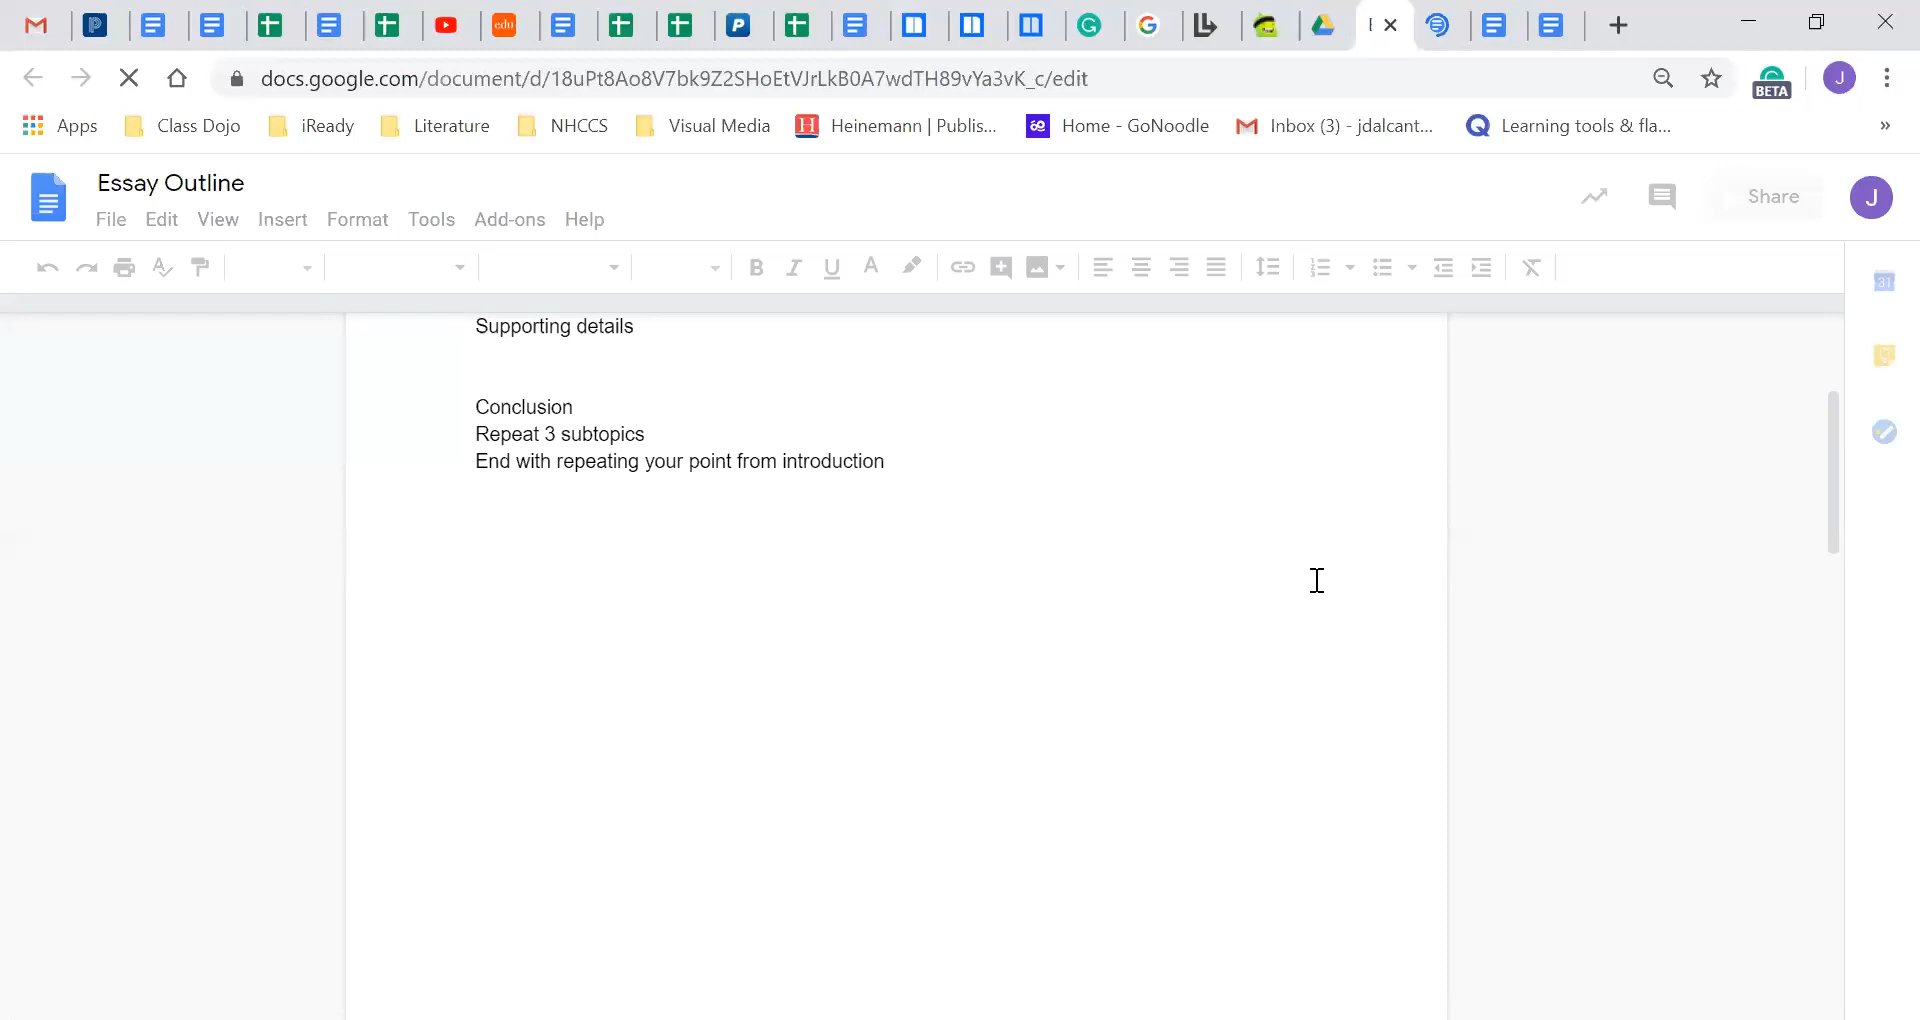 edu
docs.google.com/document/d/18uPt8Ao8V7bk9Z2SHoEtVJrLkB0A7wdTH89vYa3vK_c/edit
BETA
J
Apps Class Dojo iReady Literature NHCCS Visual Media Heinemann | Publis... Home - GoNoodle Inbox (3) - jdalcant... Learning tools & fla... »
Essay Outline
File Edit View Insert Format Tools Add-ons Help
Share
J
31
Supporting details
Conclusion
Repeat 3 subtopics
End with repeating your point from introduction